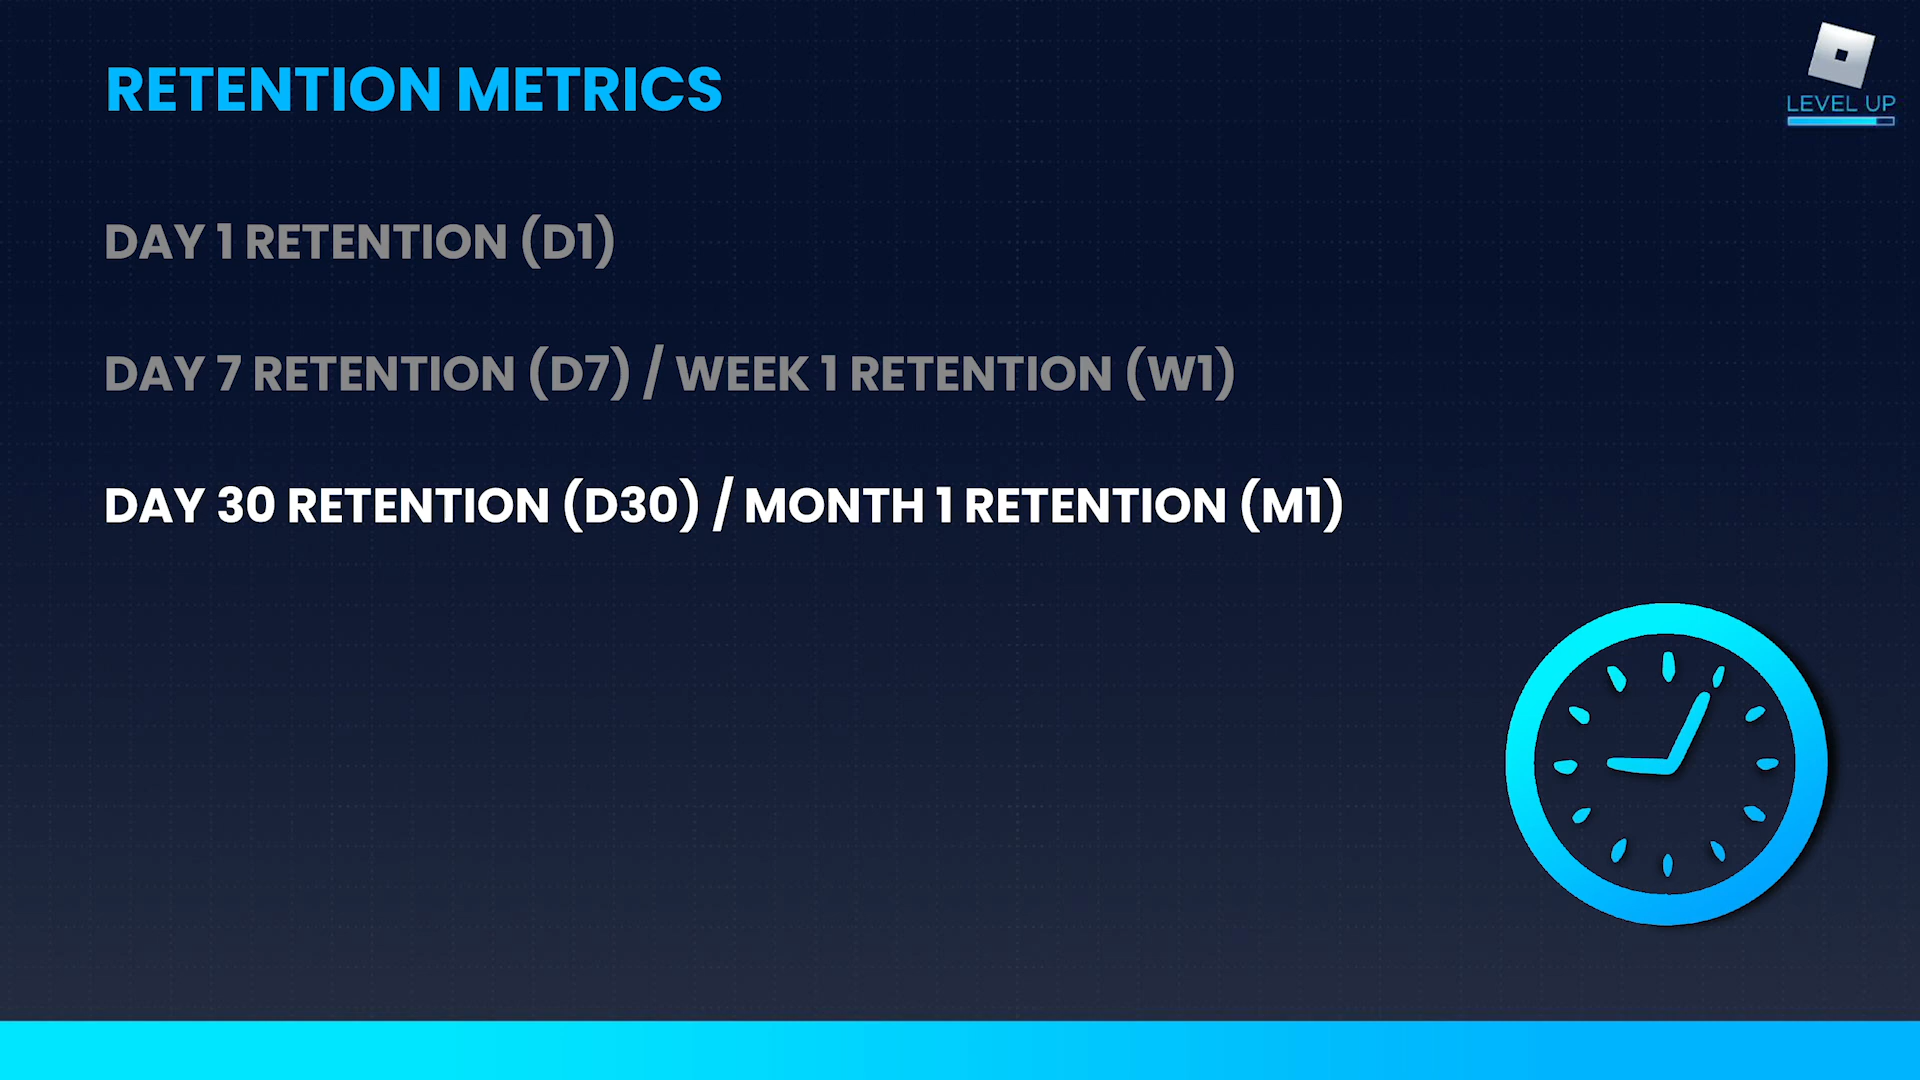 RETENTION METRICS
LEVEL UP
DAY 1 RETENTION (D1)
DAY 7 RETENTION (D7) / WEEK 1 RETENTION (W1)
DAY 30 RETENTION (D30) / MONTH 1 RETENTION (M1)